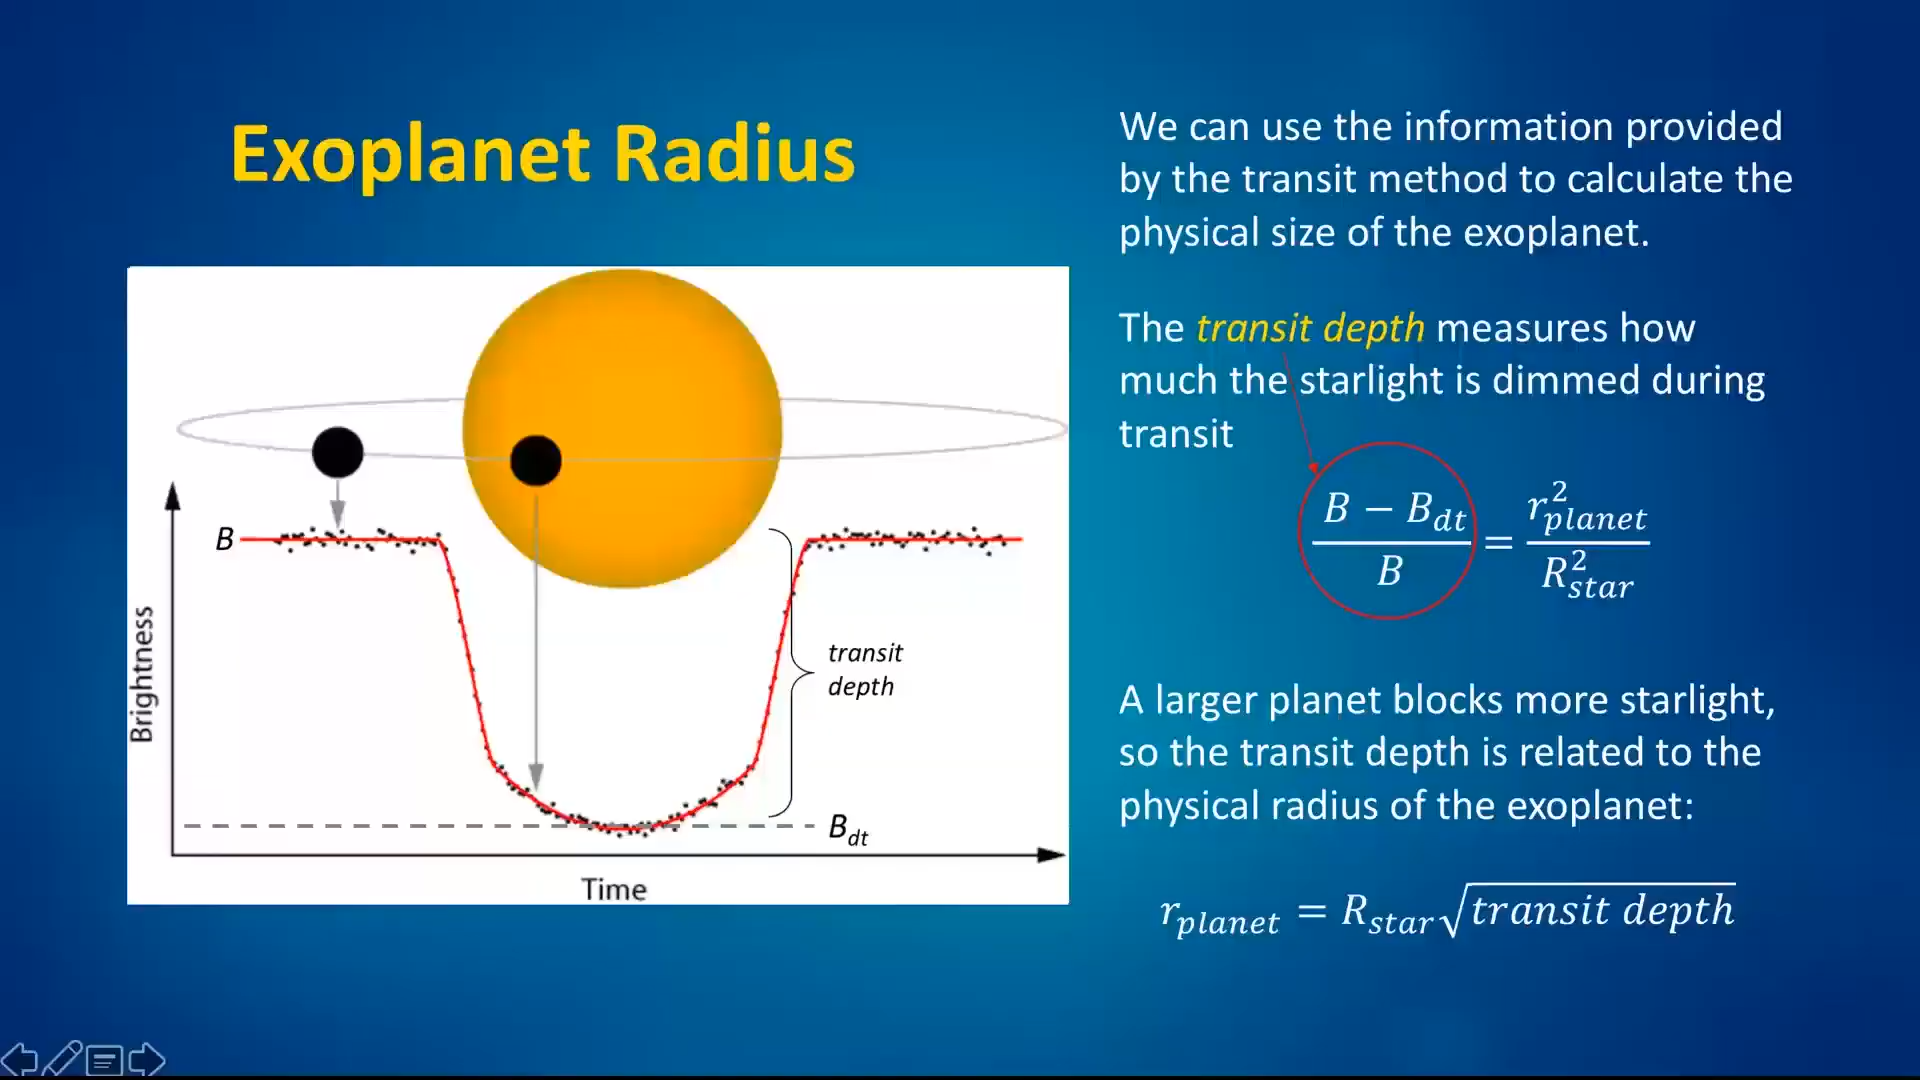 Exoplanet Radius
B
Brightness
transit
depth
B_dt
Time
We can use the information provided
by the transit method to calculate the
physical size of the exoplanet.
The transit depth measures how
much the starlight is dimmed during
transit
(B − B_dt)/B = r²_planet/R²_star
A larger planet blocks more starlight,
so the transit depth is related to the
physical radius of the exoplanet:
r_planet = R_star√transit depth